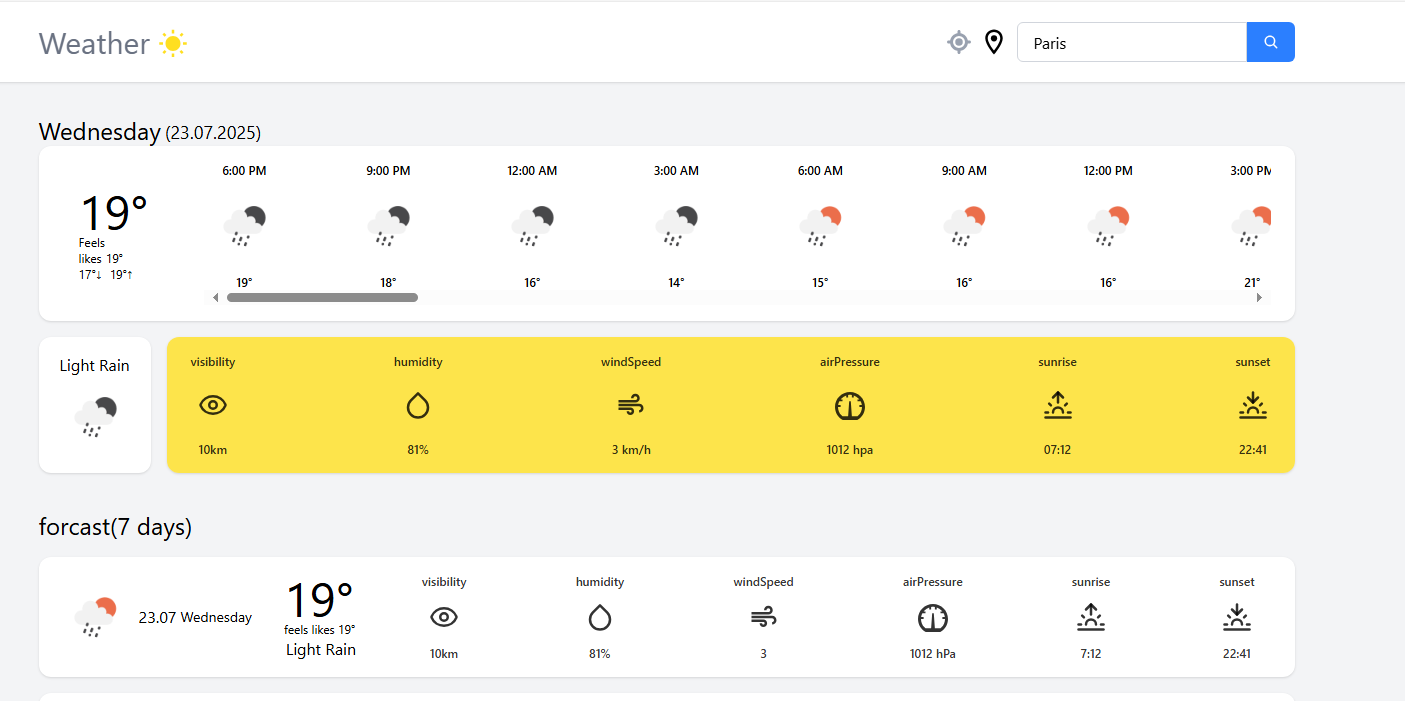 Weather
Paris
Wednesday (23.07.2025)
6:00 PM 9:00 PM 12:00 AM 3:00 AM 6:00 AM 9:00 AM 12:00 PM 3:00 PM
19°
Feels
likes 19°
17°↓ 19°↑
19° 18° 16° 14° 15° 16° 16° 21°
Light Rain
visibility humidity windSpeed airPressure sunrise sunset
10km 81% 3 km/h 1012 hpa 07:12 22:41
forcast(7 days)
23.07 Wednesday
19°
feels likes 19°
Light Rain
visibility humidity windSpeed airPressure sunrise sunset
10km 81% 3 1012 hPa 7:12 22:41